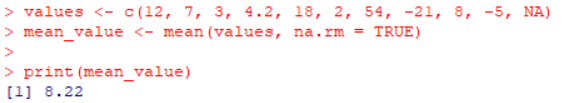 > values <- c(12, 7, 3, 4.2, 18, 2, 54, -21, 8, -5, NA)
> mean_value <- mean(values, na.rm = TRUE)
>
> print(mean_value)
[1] 8.22